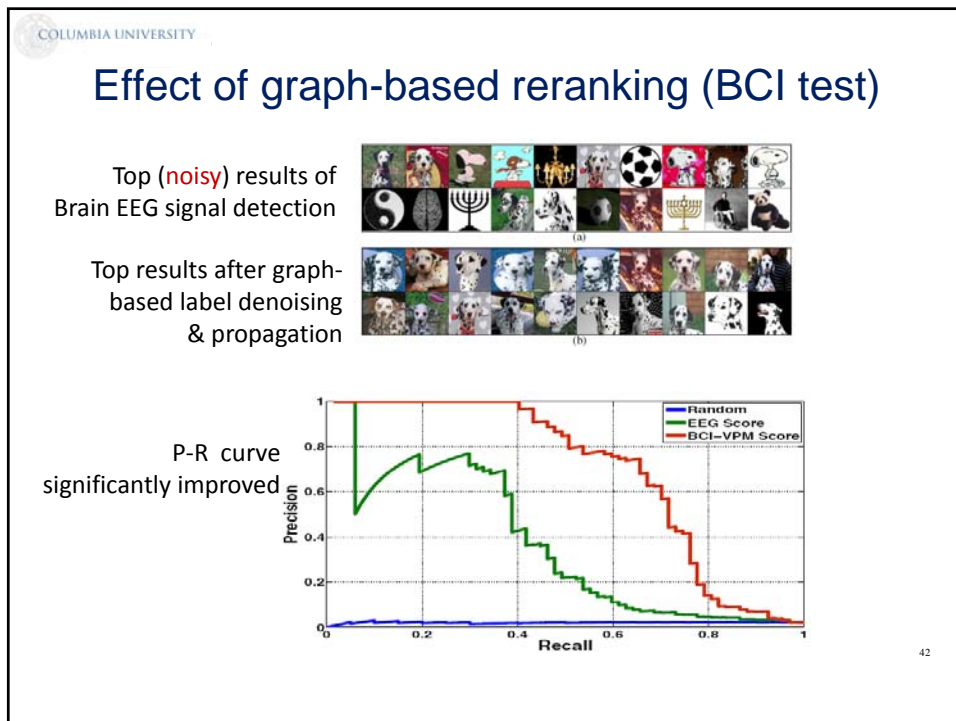 COLUMBIA UNIVERSITY
Effect of graph-based reranking (BCI test)
Top (noisy) results of
Brain EEG signal detection
(a)
Top results after graph-
based label denoising
& propagation
(b)
P-R curve
significantly improved
Precision
1
0.8
0.6
0.4
0.2
0
0.2
0.4
0.6
0.8
1
Recall
Random
EEG Score
BCI-VPM Score
42